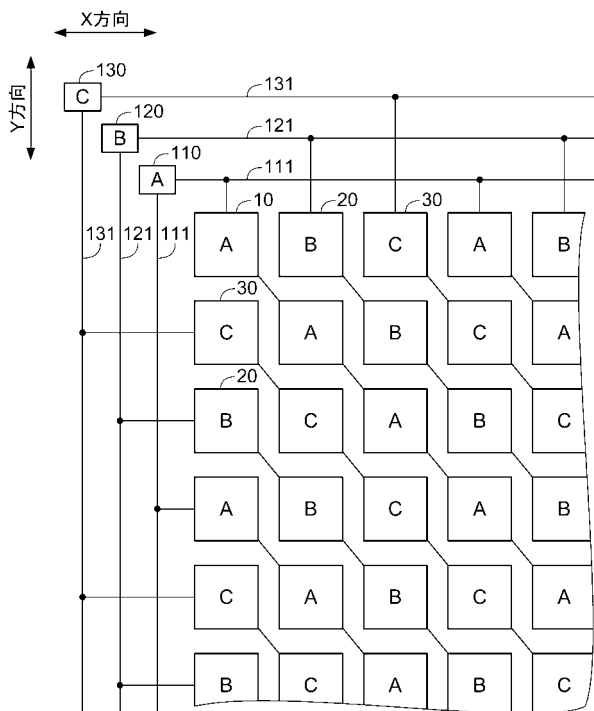 X方向
Y方向
130
C
131
120
B
121
110
A
111
10
20
30
131
121
111
A B C A B
30
C A B C A
20
B C A B C
A B C A B
C A B C A
B C A B C